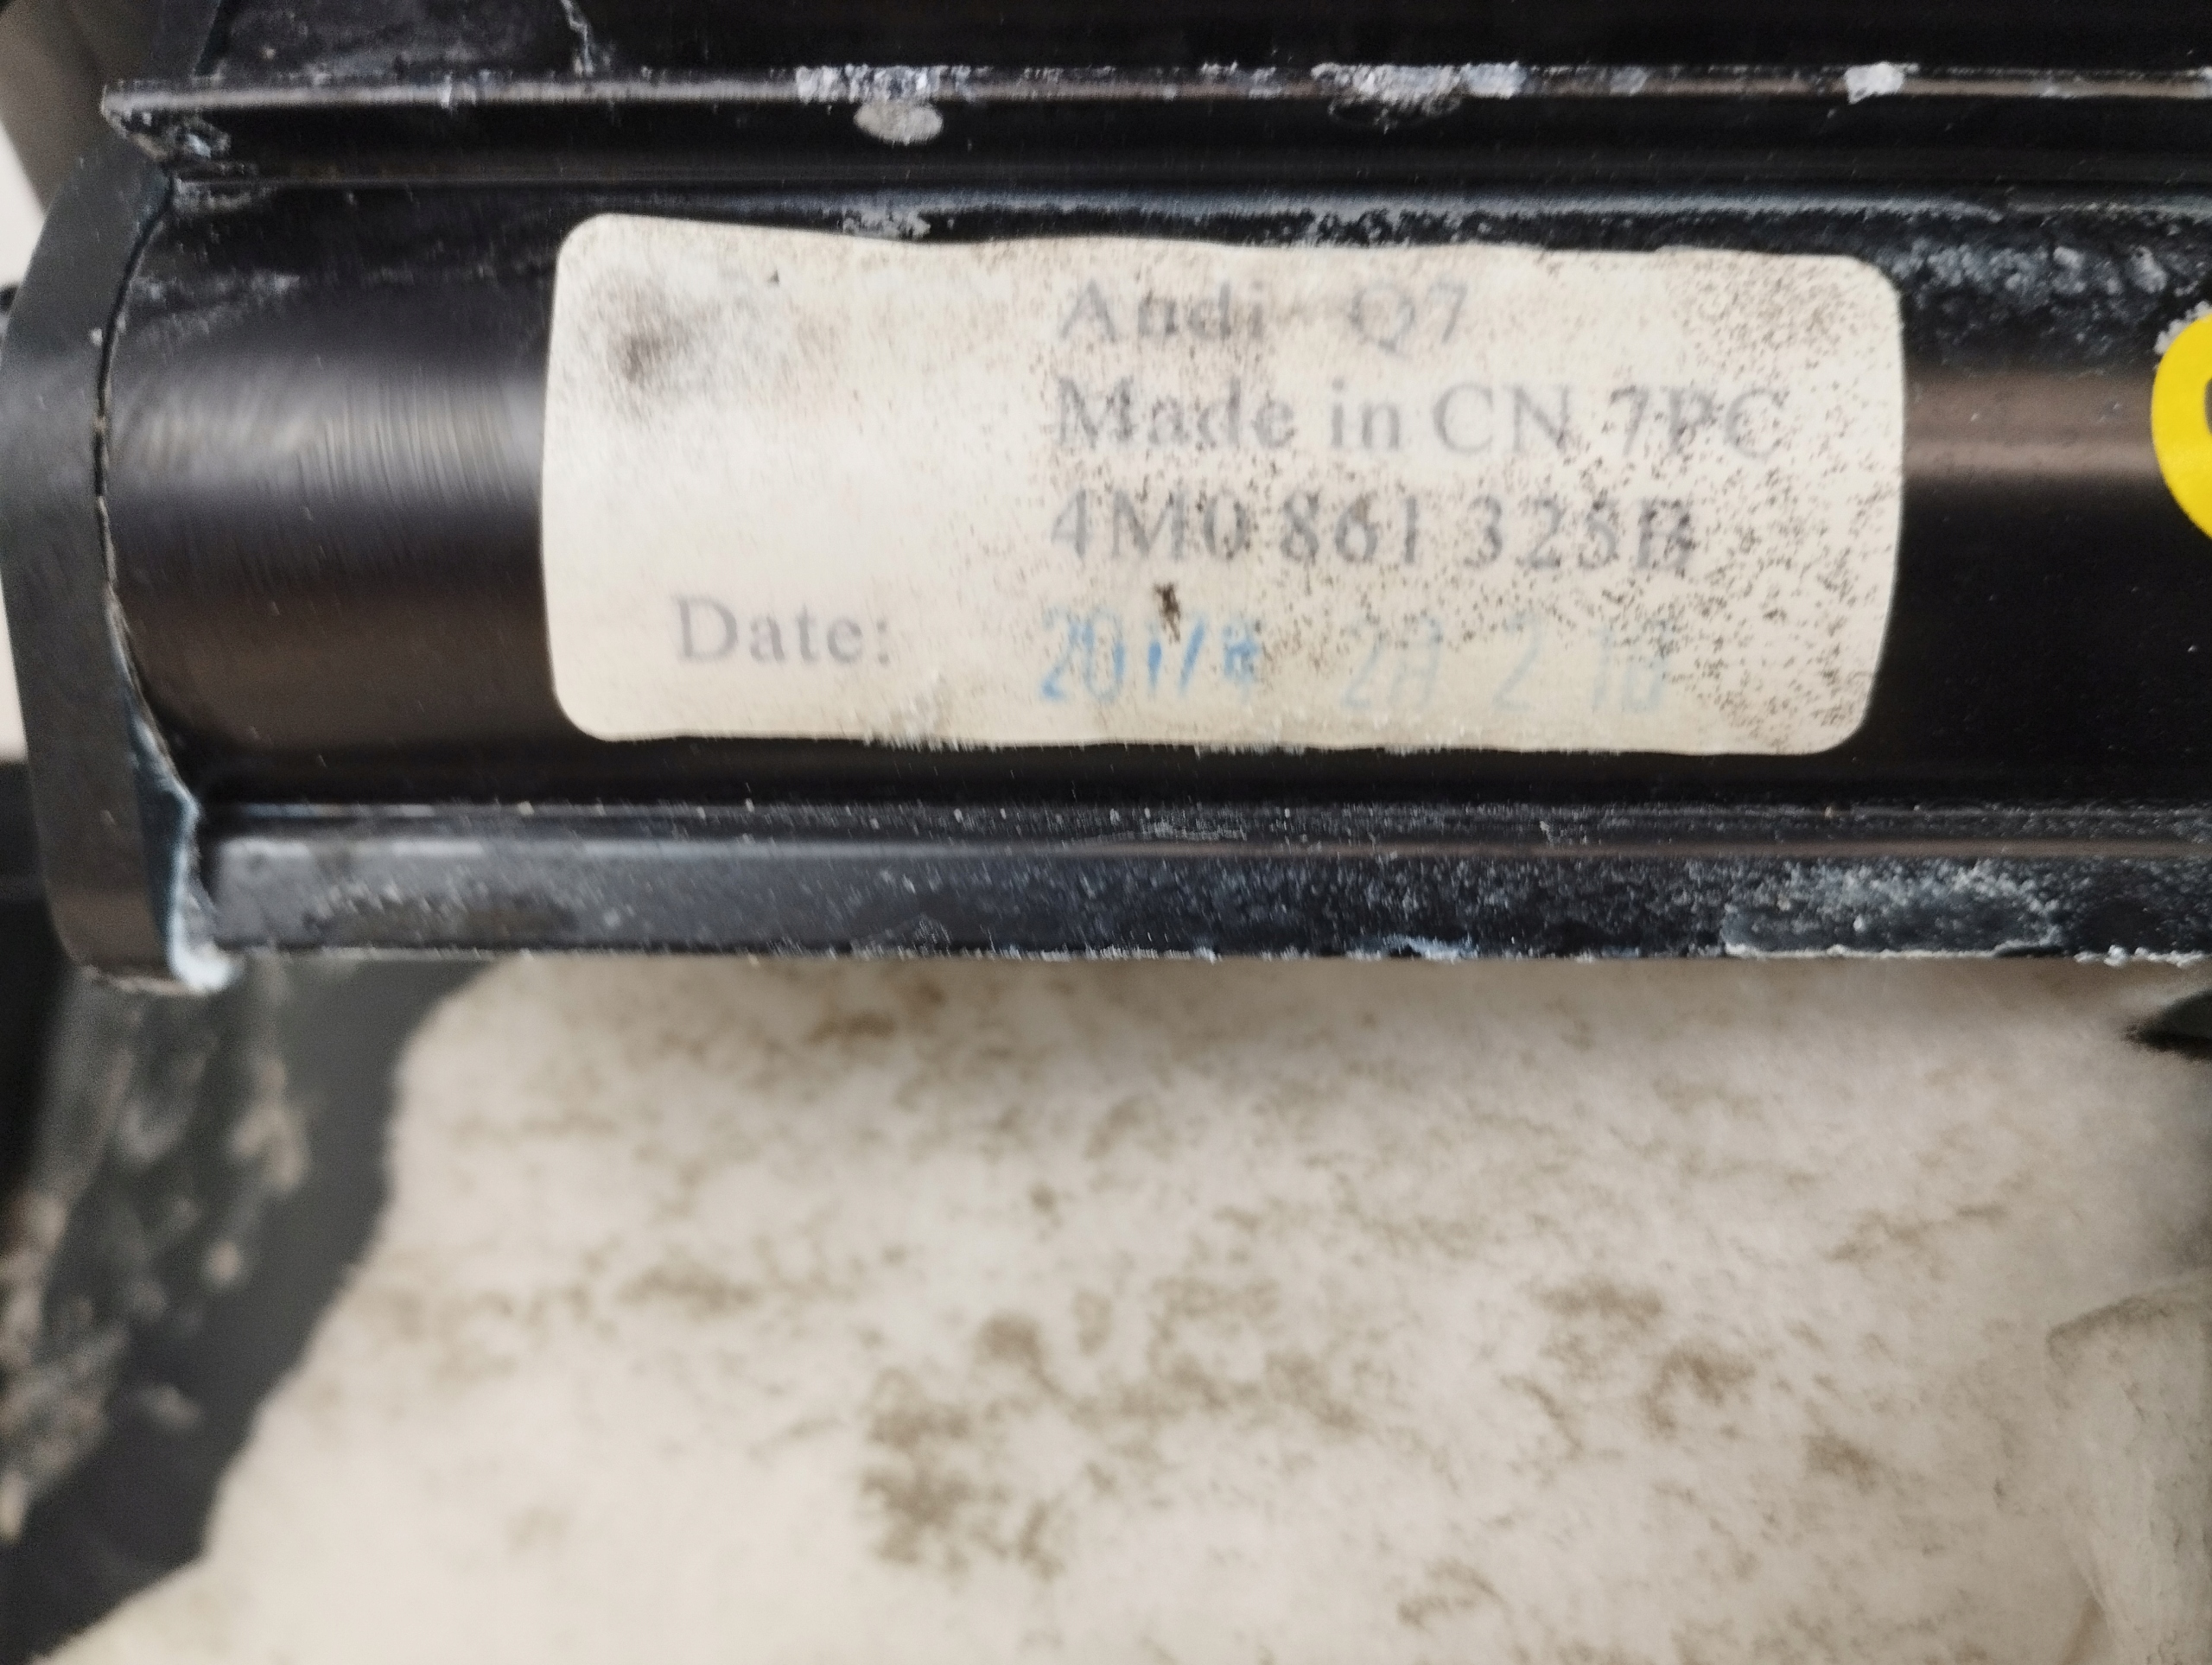 Audi Q7
Made in CN 7PC
4M0 861 325B
Date: